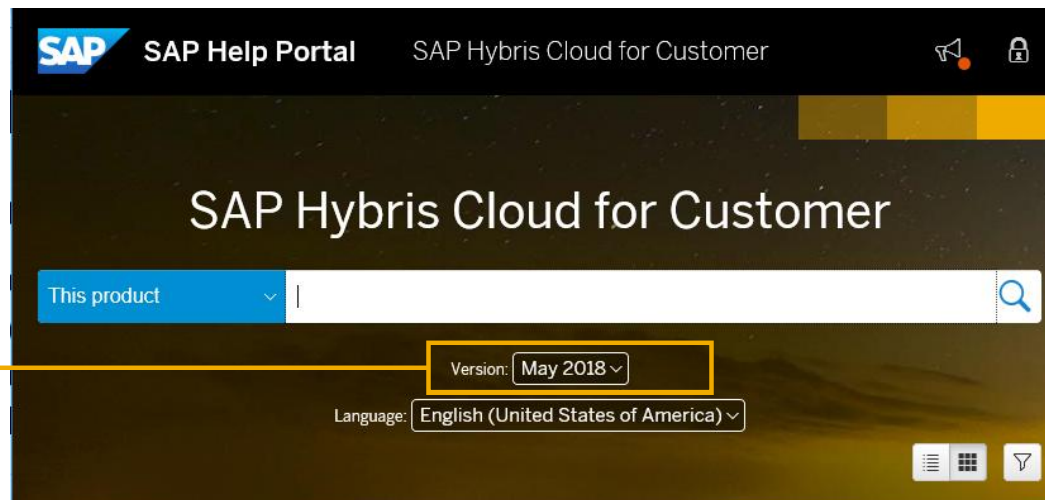 SAP SAP Help Portal SAP Hybris Cloud for Customer
SAP Hybris Cloud for Customer
This product
Version: May 2018
Language: English (United States of America)